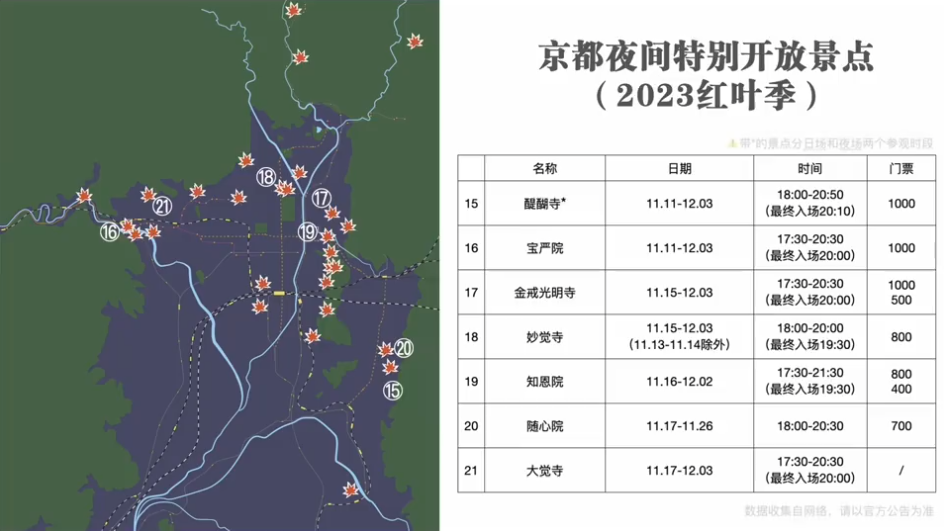 京都夜间特别开放景点
（2023红叶季）
⚠带*的景点分日场和夜场两个参观时段
名称 日期 时间 门票
15 醍醐寺* 11.11-12.03 18:00-20:50 1000
（最终入场20:10）
16 宝严院 11.11-12.03 17:30-20:30 1000
（最终入场20:00）
17 金戒光明寺 11.15-12.03 17:30-20:30 1000
（最终入场20:00） 500
18 妙觉寺 11.15-12.03 18:00-20:00 800
（11.13-11.14除外） （最终入场19:30）
19 知恩院 11.16-12.02 17:30-21:30 800
（最终入场19:30） 400
20 随心院 11.17-11.26 18:00-20:30 700
21 大觉寺 11.17-12.03 17:30-20:30 /
（最终入场20:00）
数据收集自网络，请以官方公告为准
⑱
⑰
㉑
⑯
⑲
⑳
⑮